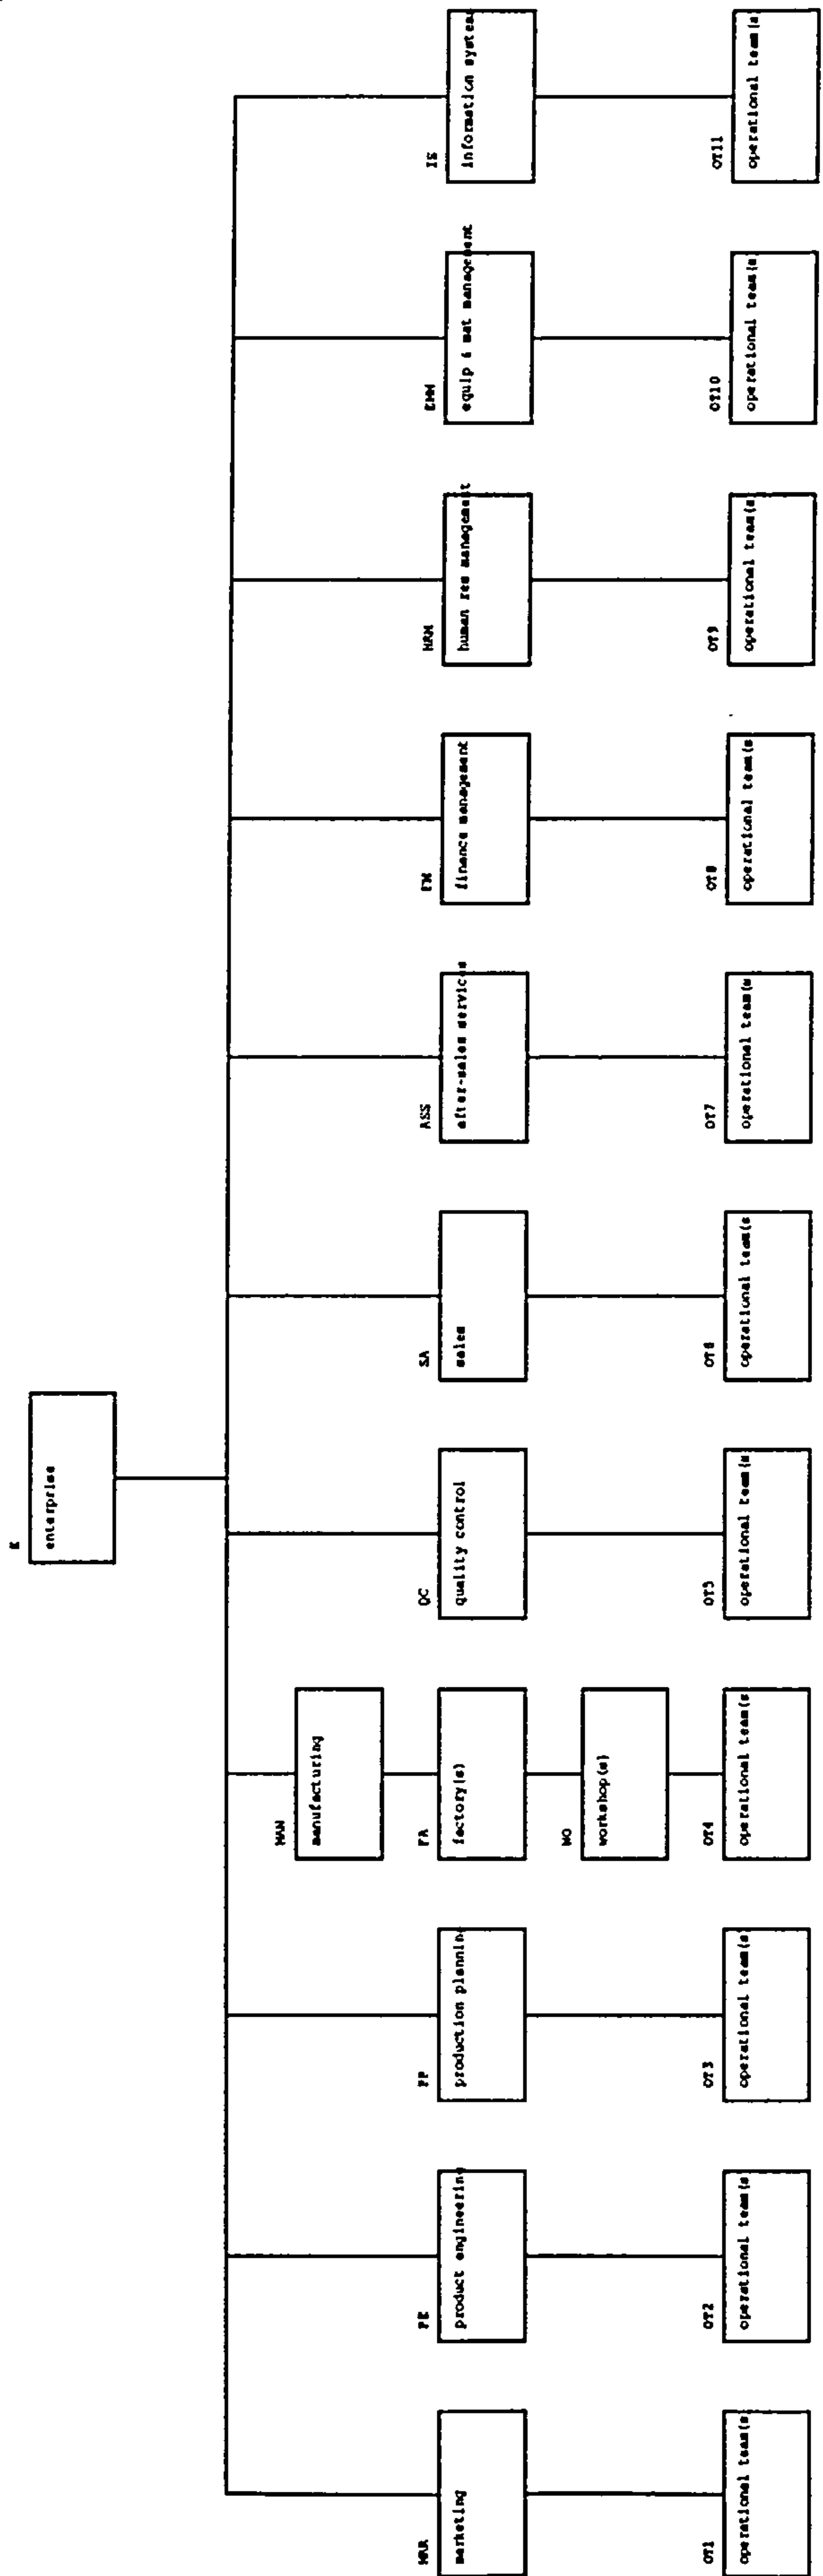 E
enterprise
MAR
marketing
PE
product engineering
PP
production planning
MAN
manufacturing
FA
factory(s)
WO
workshop(s)
QC
quality control
SA
sales
ASS
after-sales services
FM
finance management
HRM
human res management
EMM
equip & mat management
IS
information system
OT1
operational team(s
OT2
operational team(s
OT3
operational team(s
OT4
operational team(s
OT5
operational team(s
OT6
operational team(s
OT7
operational team(s
OT8
operational team(s
OT9
operational team(s
OT10
operational team(s
OT11
operational team(s